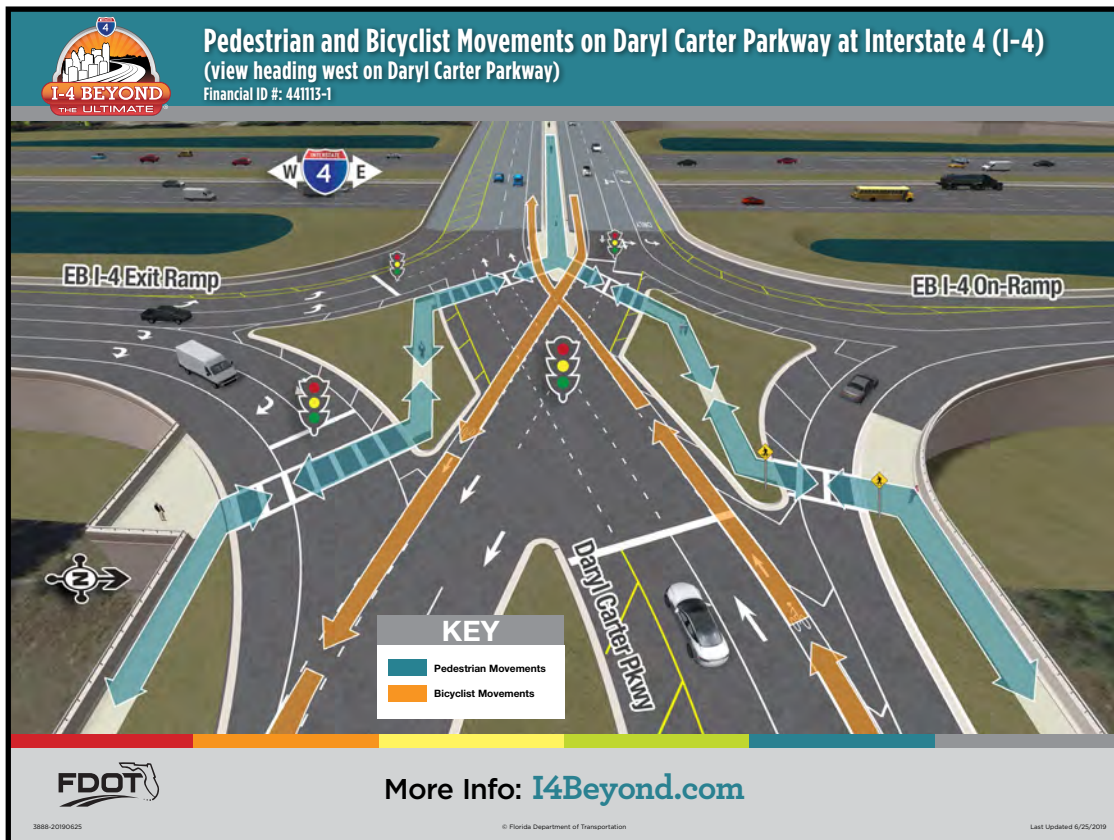 4
I-4 BEYOND
THE ULTIMATE
Pedestrian and Bicyclist Movements on Daryl Carter Parkway at Interstate 4 (I-4)
(view heading west on Daryl Carter Parkway)
Financial ID #: 441113-1
INTERSTATE
W 4 E
EB I-4 Exit Ramp
EB I-4 On-Ramp
N
Daryl Carter Pkwy
KEY
Pedestrian Movements
Bicyclist Movements
FDOT
More Info: I4Beyond.com
3888-20190625
© Florida Department of Transportation
Last Updated 6/25/2019